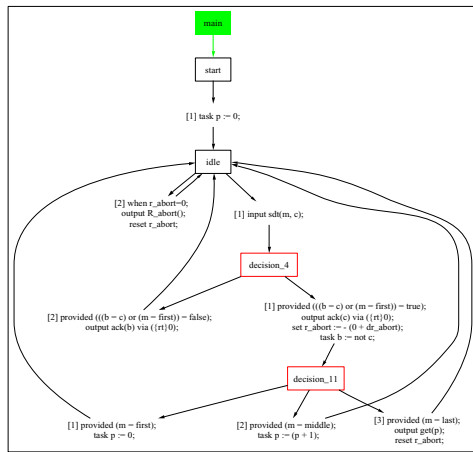 main
start
[1] task p := 0;
idle
[2] when r_abort=0;
output R_abort();
reset r_abort;
[1] input sdt(m, c);
decision_4
[2] provided (((b = c) or (m = first)) = false);
output ack(b) via ({rt}0);
[1] provided (((b = c) or (m = first)) = true);
output ack(c) via ({rt}0);
set r_abort := - (0 + dr_abort);
task b := not c;
decision_11
[1] provided (m = first);
task p := 0;
[2] provided (m = middle);
task p := (p + 1);
[3] provided (m = last);
output get(p);
reset r_abort;